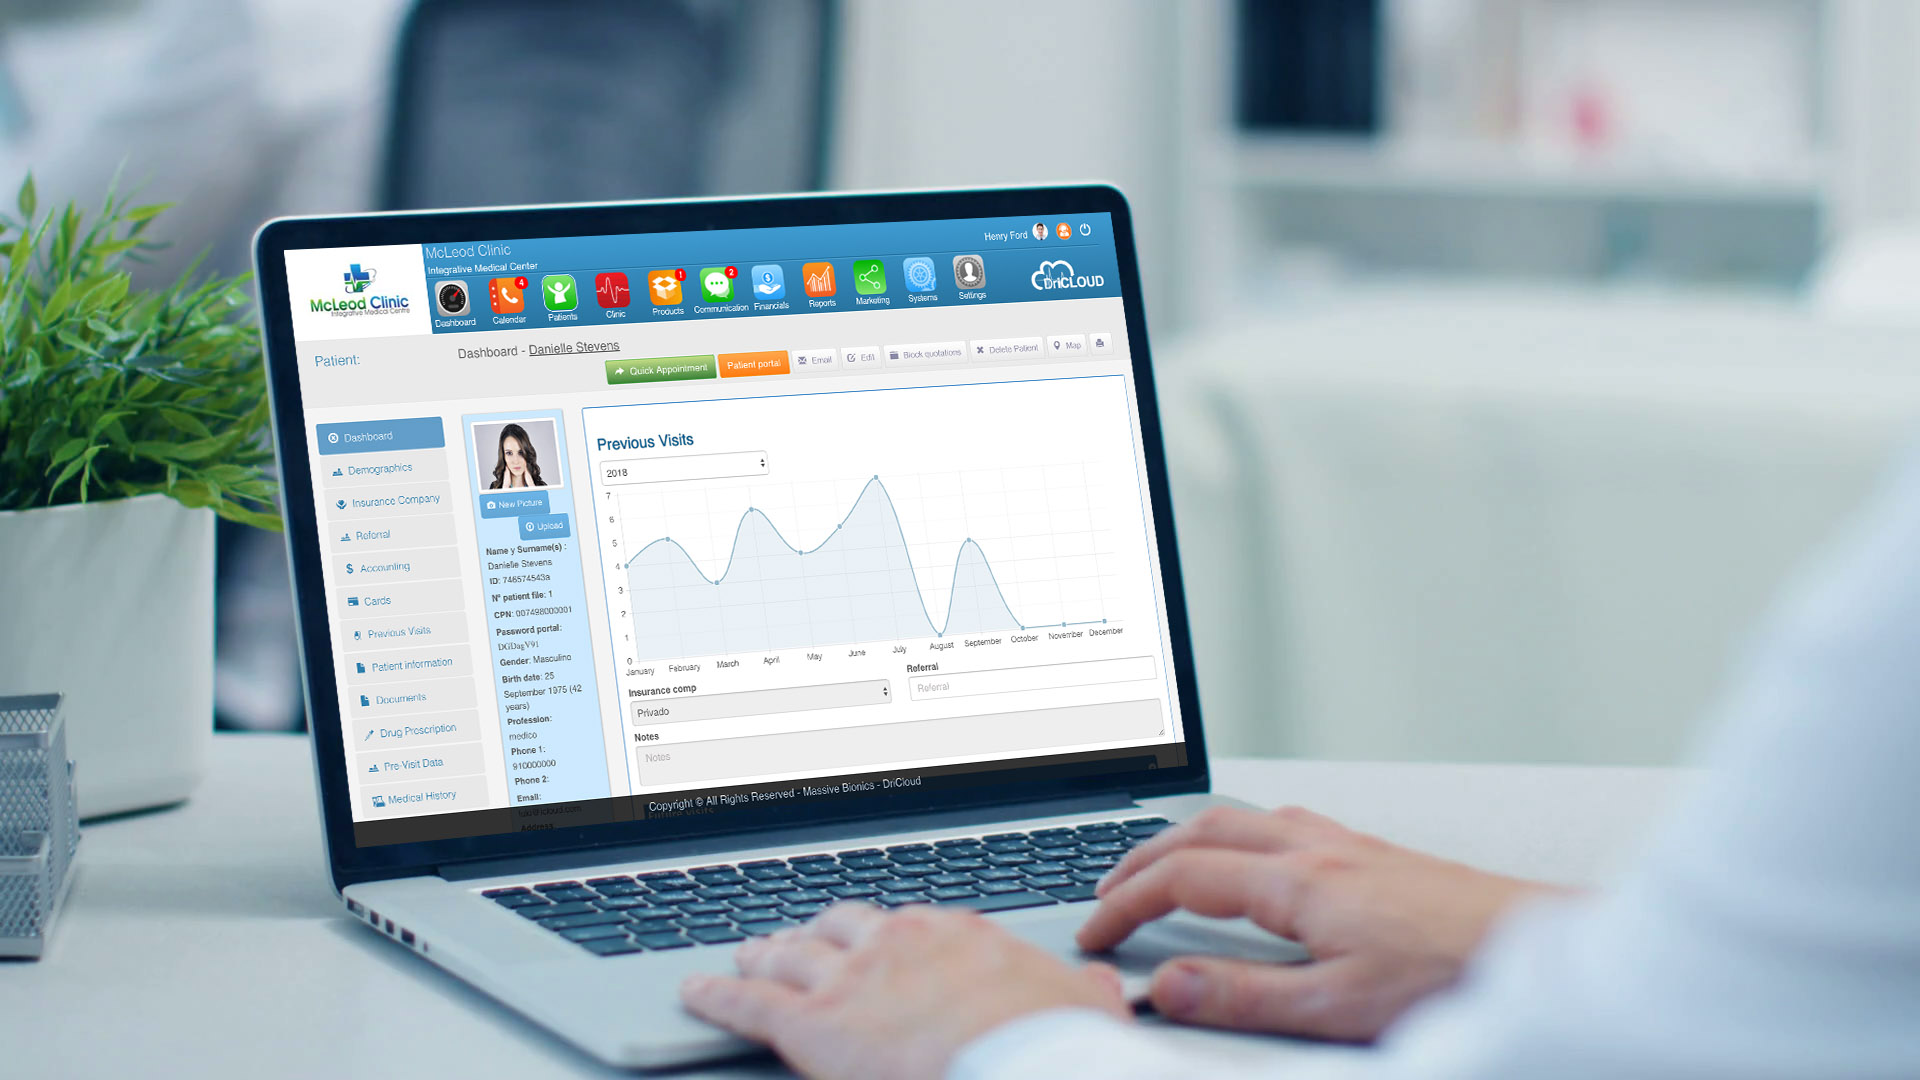 McLeod Clinic
Integrative Medical Centre
McLeod Clinic
Integrative Medical Center
Henry Ford
Dashboard
4
Calendar
Patients
Clinic
1
Products
2
Communication
Financials
Reports
Marketing
Systems
Settings
DriCLOUD
Patient:
Dashboard - Danielle Stevens
Quick Appointment
Patient portal
Email
Edit
Block quotations
Delete Patient
Map
Dashboard
Demographics
Insurance Company
Referral
Accounting
Cards
Previous Visits
Patient information
Documents
Drug Prescription
Pre-Visit Data
Medical History
New Picture
Upload
Name y Surname(s) :
Danielle Stevens
ID: 746574543a
Nº patient file: 1
CPN: 007498000001
Password portal:
DGDagV91
Gender: Masculino
Birth date: 25
September 1975 (42
years)
Profession:
medico
Phone 1:
910000000
Phone 2:
Email:
Address:
Previous Visits
2018
7
6
5
4
3
2
1
0
January
February
March
April
May
June
July
August
September
October
November
December
Insurance comp
Privado
Referral
Referral
Notes
Notes
Future visits
Copyright © All Rights Reserved - Massive Bionics - DriCloud